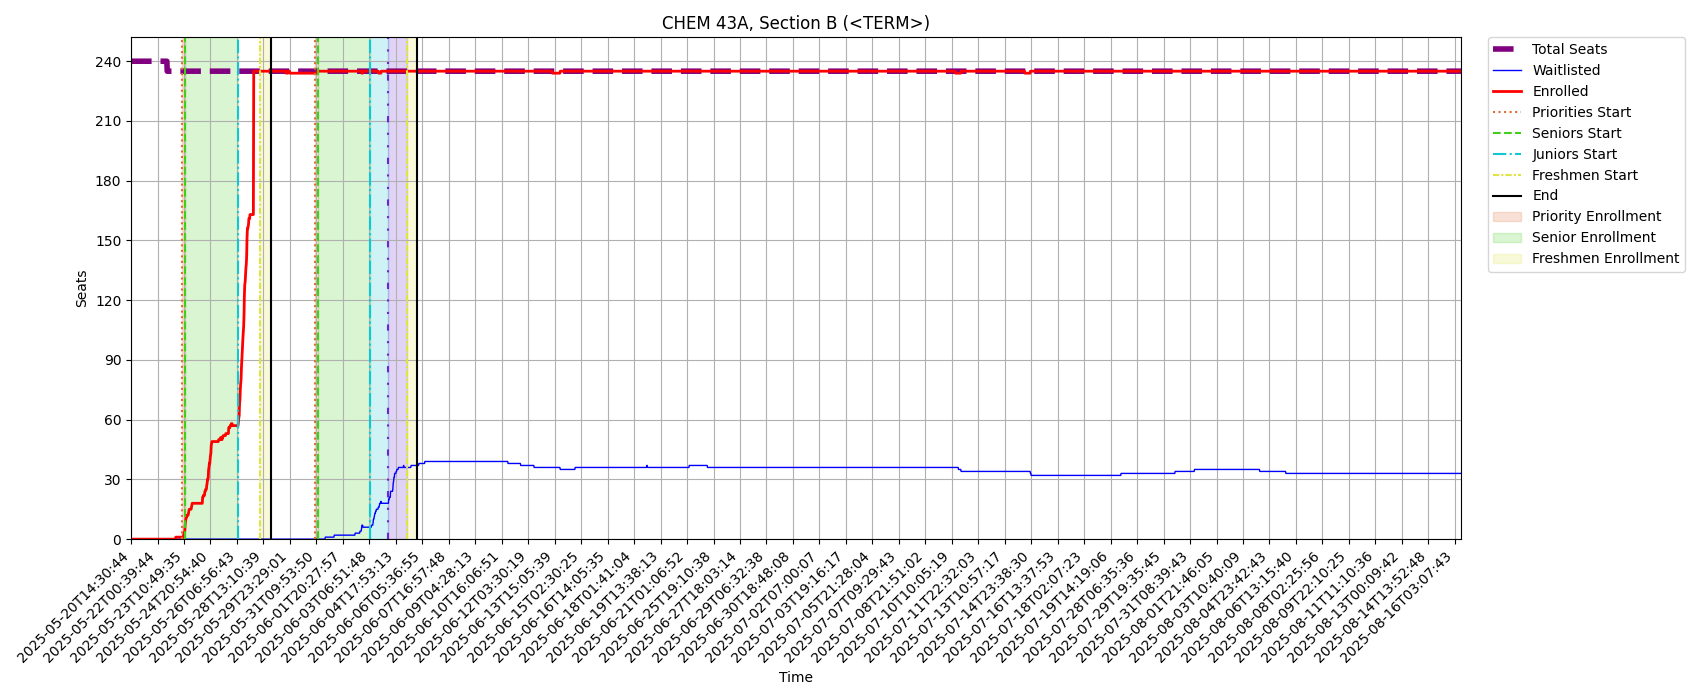 CHEM 43A, Section B (<TERM>)
Seats
240
210
180
150
120
90
60
30
0
2025-05-20T14:30:44
2025-05-22T00:39:44
2025-05-23T10:49:35
2025-05-24T20:54:40
2025-05-26T06:56:43
2025-05-28T13:10:39
2025-05-29T23:29:01
2025-05-31T09:53:50
2025-06-01T20:27:57
2025-06-03T06:51:48
2025-06-04T17:53:13
2025-06-06T05:36:55
2025-06-07T16:57:48
2025-06-09T04:28:13
2025-06-10T16:06:51
2025-06-12T03:30:19
2025-06-13T15:05:39
2025-06-15T02:30:25
2025-06-16T14:05:35
2025-06-18T01:41:04
2025-06-19T13:38:13
2025-06-21T01:06:52
2025-06-25T19:10:38
2025-06-27T18:03:14
2025-06-29T06:32:38
2025-06-30T18:48:08
2025-07-02T07:00:07
2025-07-03T19:16:17
2025-07-05T21:28:04
2025-07-07T09:29:43
2025-07-08T21:51:02
2025-07-10T10:05:19
2025-07-11T22:32:03
2025-07-13T10:57:17
2025-07-14T23:38:30
2025-07-16T13:37:53
2025-07-18T02:07:23
2025-07-19T14:19:06
2025-07-28T06:35:36
2025-07-29T19:35:45
2025-07-31T08:39:43
2025-08-01T21:46:05
2025-08-03T10:40:09
2025-08-04T23:42:43
2025-08-06T13:15:40
2025-08-08T02:25:56
2025-08-09T22:10:25
2025-08-11T11:10:36
2025-08-13T00:09:42
2025-08-14T13:52:48
2025-08-16T03:07:43
Time
Total Seats
Waitlisted
Enrolled
Priorities Start
Seniors Start
Juniors Start
Freshmen Start
End
Priority Enrollment
Senior Enrollment
Freshmen Enrollment